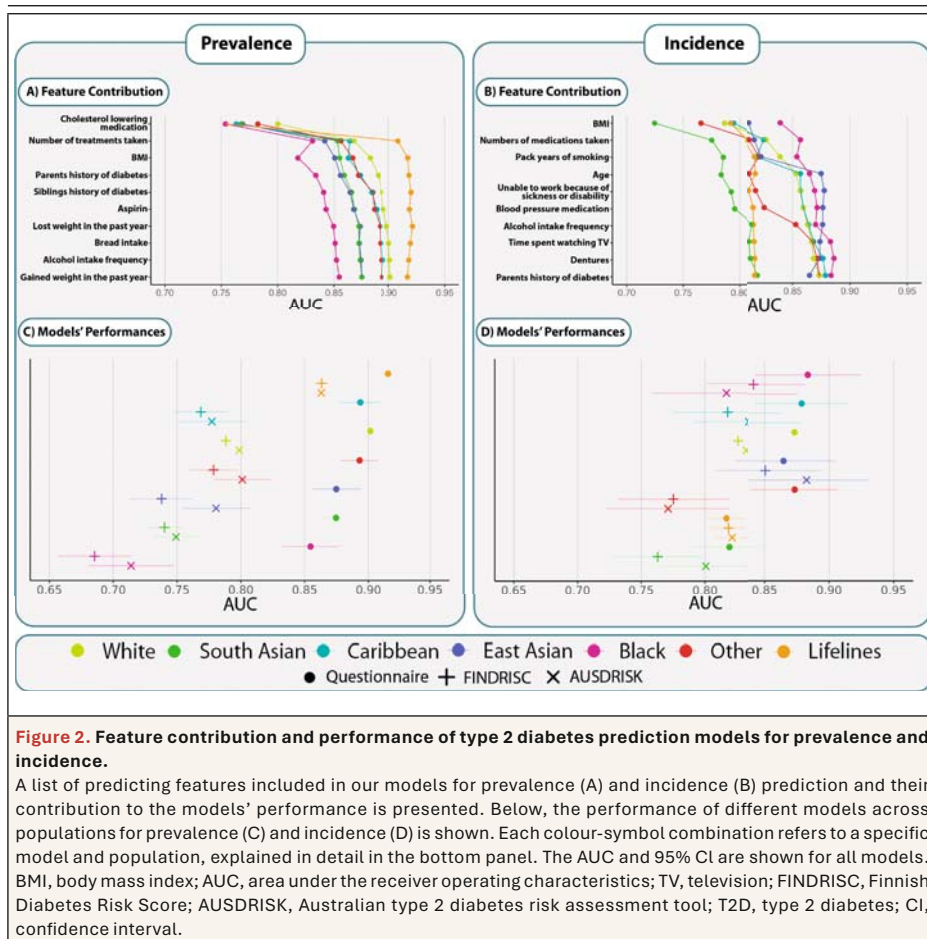 Prevalence
A) Feature Contribution
Cholesterol lowering
medication
Number of treatments taken
BMI
Parents history of diabetes
Siblings history of diabetes
Aspirin
Lost weight in the past year
Bread intake
Alcohol intake frequency
Gained weight in the past year
0.70 0.75 0.80 0.85 0.90 0.95
AUC
Incidence
B) Feature Contribution
BMI
Numbers of medications taken
Pack years of smoking
Age
Unable to work because of
sickness or disability
Blood pressure medication
Alcohol intake frequency
Time spent watching TV
Dentures
Parents history of diabetes
0.70 0.75 0.80 0.85 0.90 0.95
AUC
C) Models' Performances
0.65 0.70 0.75 0.80 0.85 0.90 0.95
AUC
D) Models' Performances
0.65 0.70 0.75 0.80 0.85 0.90 0.95
AUC
White South Asian Caribbean East Asian Black Other Lifelines
Questionnaire FINDRISC AUSDRISK
Figure 2. Feature contribution and performance of type 2 diabetes prediction models for prevalence and
incidence.
A list of predicting features included in our models for prevalence (A) and incidence (B) prediction and their
contribution to the models' performance is presented. Below, the performance of different models across
populations for prevalence (C) and incidence (D) is shown. Each colour-symbol combination refers to a specific
model and population, explained in detail in the bottom panel. The AUC and 95% CI are shown for all models.
BMI, body mass index; AUC, area under the receiver operating characteristics; TV, television; FINDRISC, Finnish
Diabetes Risk Score; AUSDRISK, Australian type 2 diabetes risk assessment tool; T2D, type 2 diabetes; CI,
confidence interval.